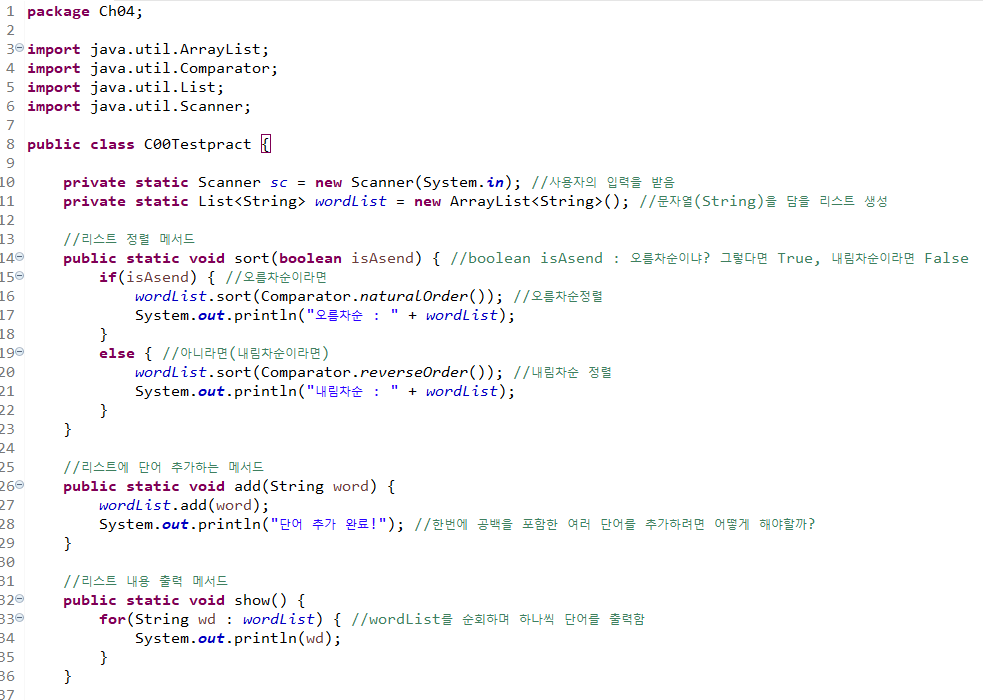 1 package Ch04;
2
3 import java.util.ArrayList;
4 import java.util.Comparator;
5 import java.util.List;
6 import java.util.Scanner;
7
8 public class C00Testpract {
9
10     private static Scanner sc = new Scanner(System.in); //사용자의 입력을 받음
11     private static List<String> wordList = new ArrayList<String>(); //문자열(String)을 담을 리스트 생성
12
13     //리스트 정렬 메서드
14     public static void sort(boolean isAsend) { //boolean isAsend : 오름차순이냐? 그렇다면 True, 내림차순이라면 False
15         if(isAsend) { //오름차순이라면
16             wordList.sort(Comparator.naturalOrder()); //오름차순정렬
17             System.out.println("오름차순 : " + wordList);
18         }
19         else { //아니라면(내림차순이라면)
20             wordList.sort(Comparator.reverseOrder()); //내림차순 정렬
21             System.out.println("내림차순 : " + wordList);
22         }
23     }
24
25     //리스트에 단어 추가하는 메서드
26     public static void add(String word) {
27         wordList.add(word);
28         System.out.println("단어 추가 완료!"); //한번에 공백을 포함한 여러 단어를 추가하려면 어떻게 해야할까?
29     }
30
31     //리스트 내용 출력 메서드
32     public static void show() {
33         for(String wd : wordList) { //wordList를 순회하며 하나씩 단어를 출력함
34             System.out.println(wd);
35         }
36     }
37